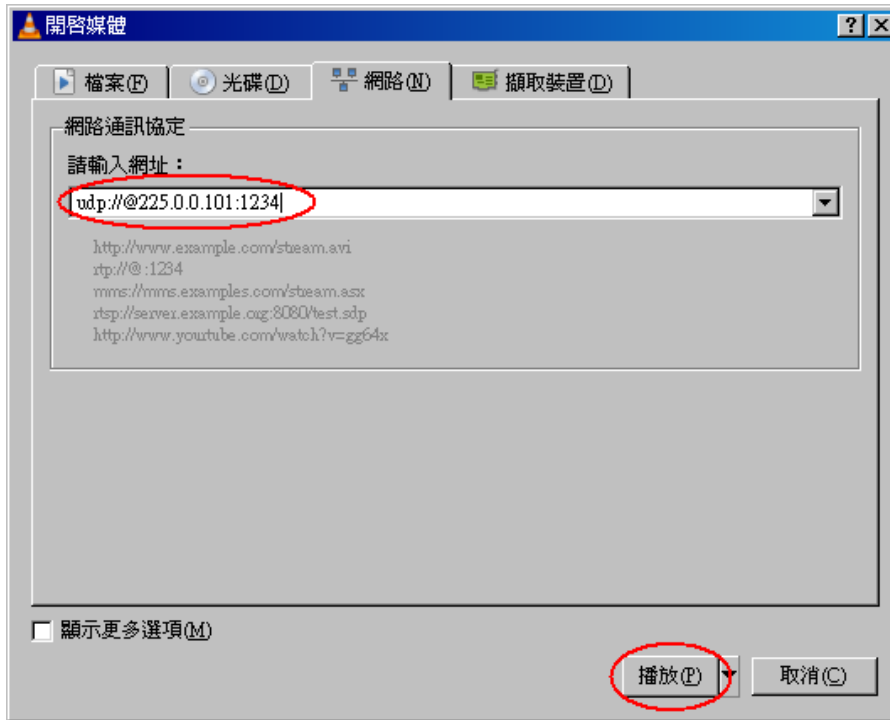 開啓媒體
檔案(F) 光碟(D) 網路(N) 擷取裝置(D)
網路通訊協定
請輸入網址：
udp://@225.0.0.101:1234
http://www.example.com/stream.avi
rtp://@:1234
mms://mms.examples.com/stream.asx
rtsp://server.example.org:8080/test.sdp
http://www.yourtube.com/watch?v=gg64x
顯示更多選項(M)
播放(P) 取消(C)